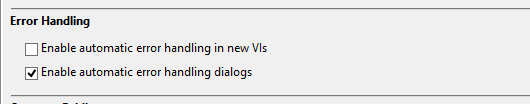 Error Handling
Enable automatic error handling in new VIs
Enable automatic error handling dialogs